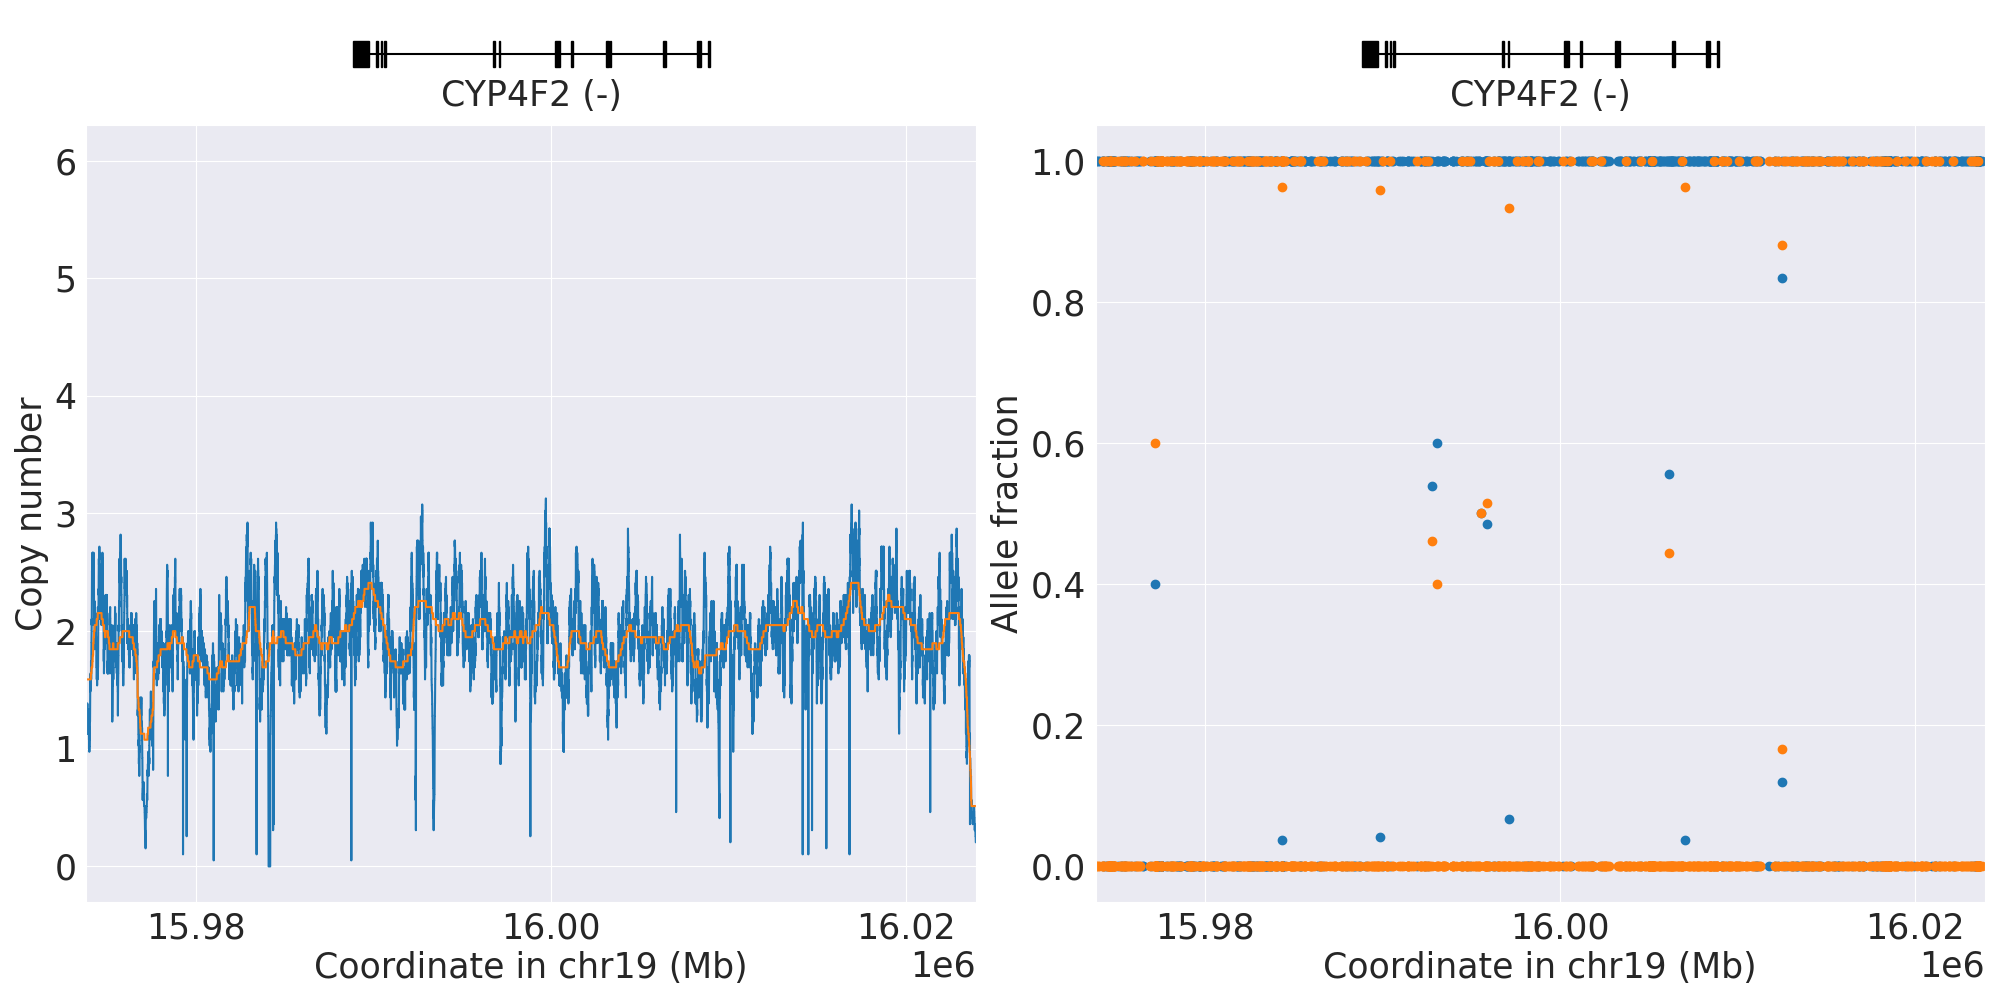 CYP4F2 (-)
6
5
4
3
2
1
0
Copy number
15.98
16.00
16.02
Coordinate in chr19 (Mb)
1e6
CYP4F2 (-)
1.0
0.8
0.6
0.4
0.2
0.0
Allele fraction
15.98
16.00
16.02
Coordinate in chr19 (Mb)
1e6